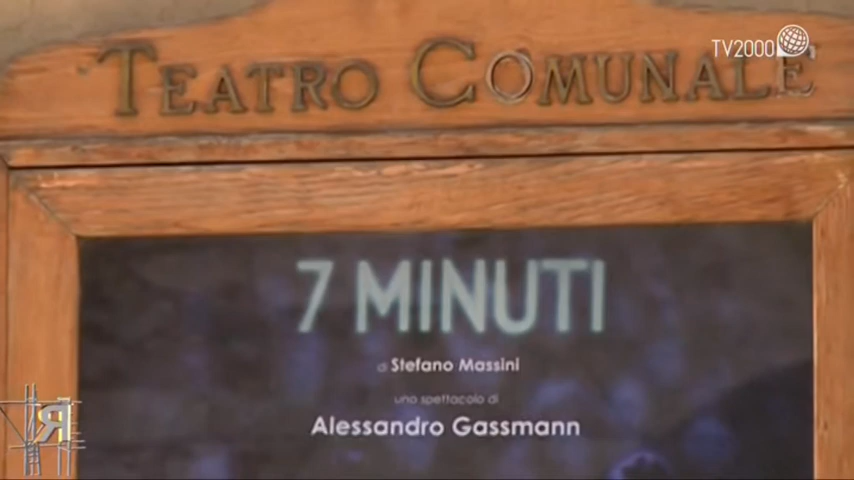 TV2000
TEATRO COMUNALE
7 MINUTI
di Stefano Massini
uno spettacolo di
Alessandro Gassmann
R